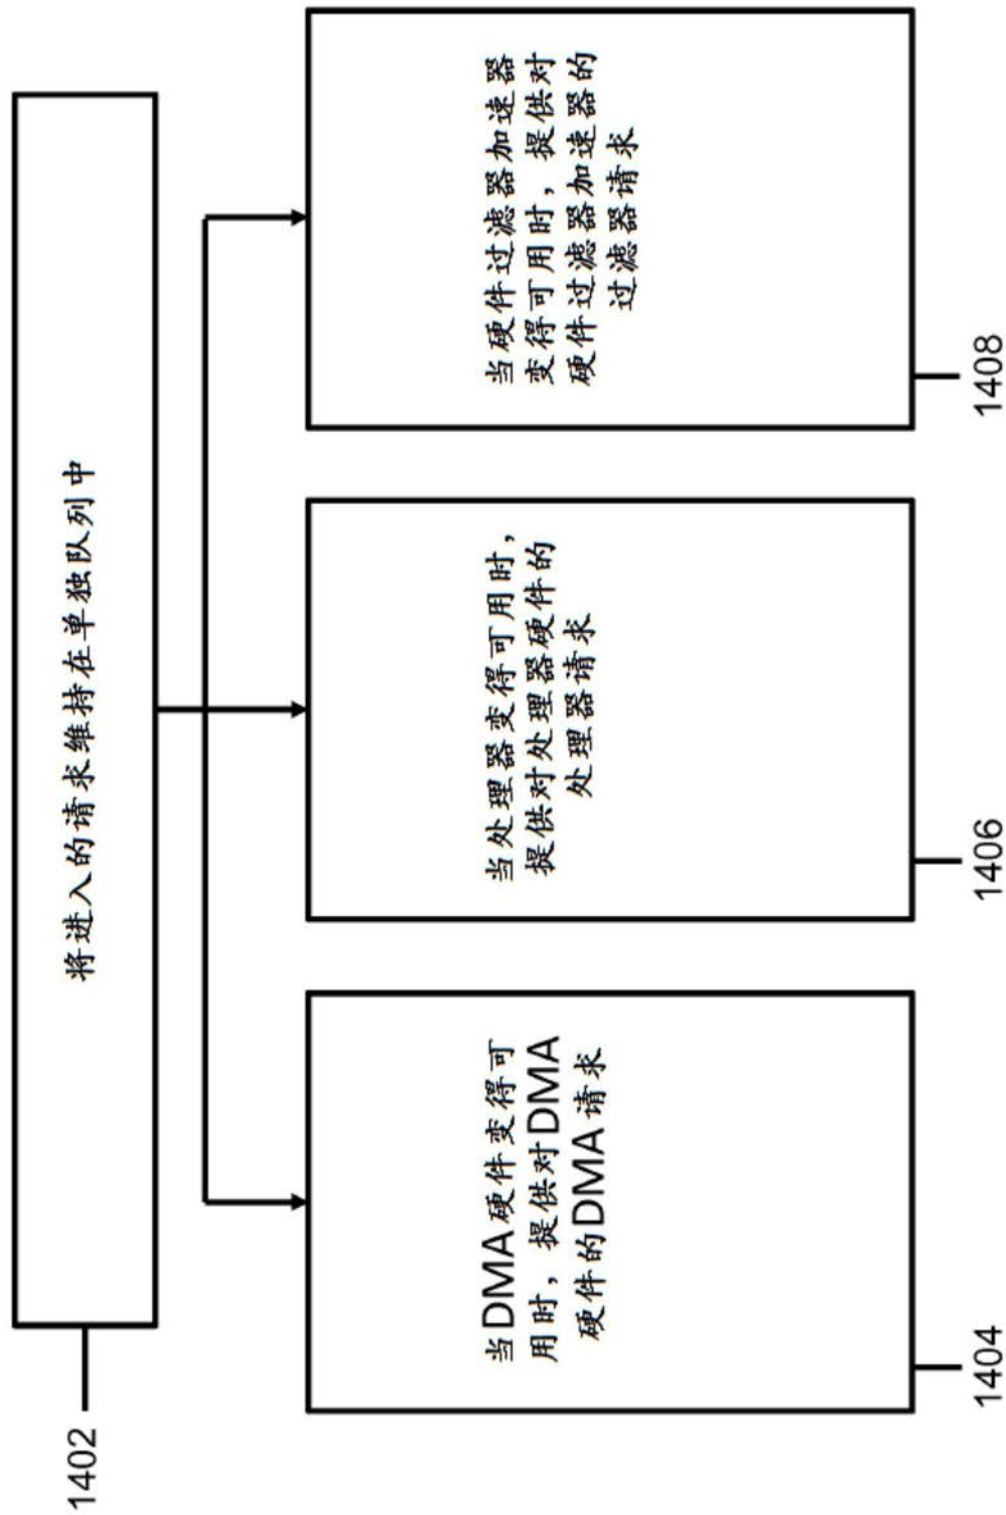 1402
将进入的请求维持在单独队列中
当DMA硬件变得可
用时，提供对DMA
硬件的DMA 请求
1404
当处理器变得可用时，
提供对处理器硬件的
处理器请求
1406
当硬件过滤器加速器
变得可用时，提供对
硬件过滤器加速器的
过滤器请求
1408